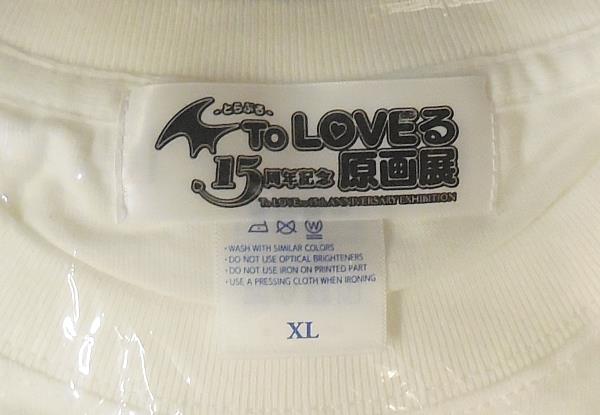 -とらぶる-
To LOVEる
15周年記念 原画展
To LOVEる 15th ANNIVERSARY EXHIBITION
• WASH WITH SIMILAR COLORS
• DO NOT USE OPTICAL BRIGHTENERS
• DO NOT USE IRON ON PRINTED PART
• USE A PRESSING CLOTH WHEN IRONING
XL